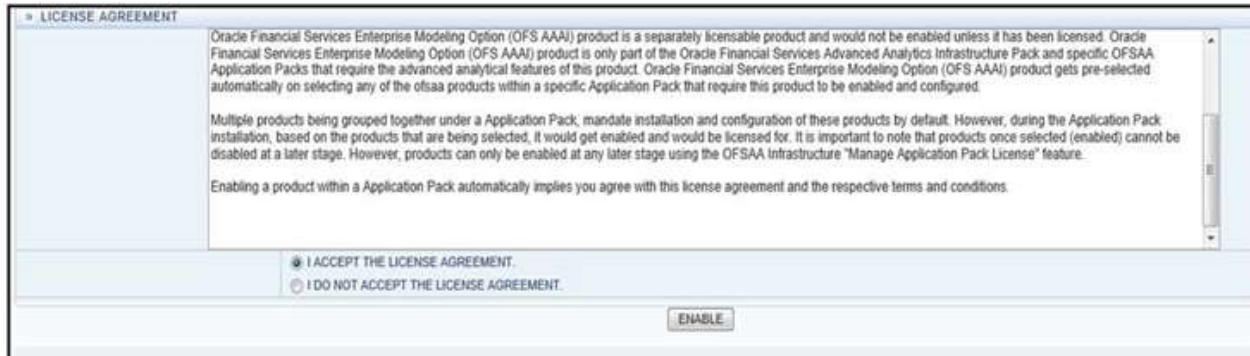 » LICENSE AGREEMENT
Oracle Financial Services Enterprise Modeling Option (OFS AAAI) product is a separately licensable product and would not be enabled unless it has been licensed. Oracle
Financial Services Enterprise Modeling Option (OFS AAAI) product is only part of the Oracle Financial Services Advanced Analytics Infrastructure Pack and specific OFSAA
Application Packs that require the advanced analytical features of this product. Oracle Financial Services Enterprise Modeling Option (OFS AAAI) product gets pre-selected
automatically on selecting any of the ofsaa products within a specific Application Pack that require this product to be enabled and configured.
Multiple products being grouped together under a Application Pack, mandate installation and configuration of these products by default. However, during the Application Pack
installation, based on the products that are being selected, it would get enabled and would be licensed for. It is important to note that products once selected (enabled) cannot be
disabled at a later stage. However, products can only be enabled at any later stage using the OFSAA Infrastructure "Manage Application Pack License" feature.
Enabling a product within a Application Pack automatically implies you agree with this license agreement and the respective terms and conditions.
I ACCEPT THE LICENSE AGREEMENT.
I DO NOT ACCEPT THE LICENSE AGREEMENT.
ENABLE